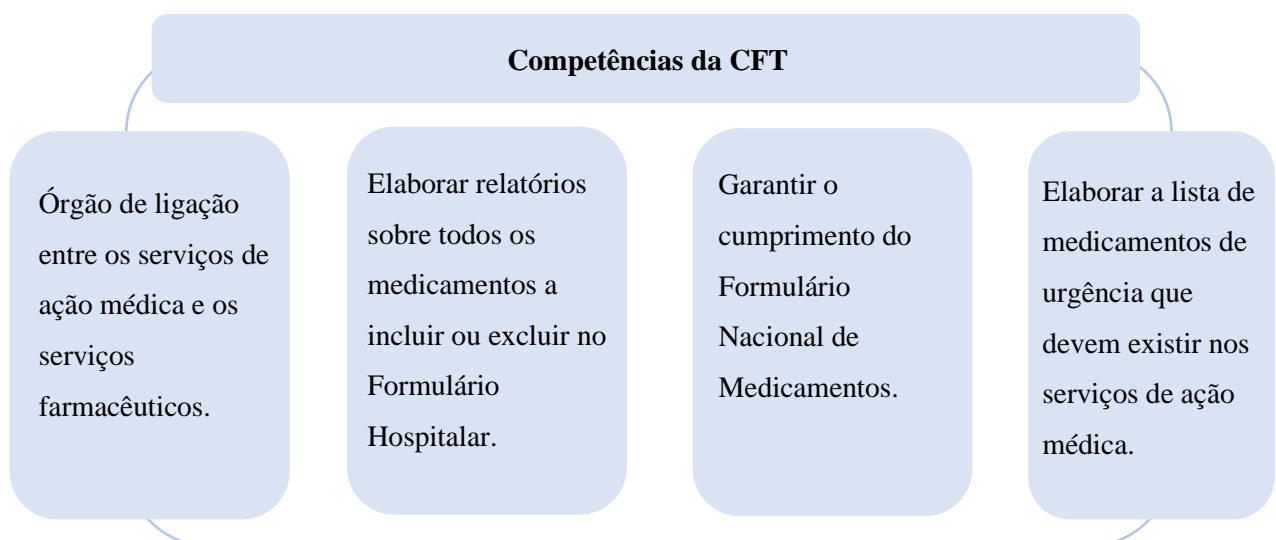 Competências da CFT
Órgão de ligação
entre os serviços de
ação médica e os
serviços
farmacêuticos.
Elaborar relatórios
sobre todos os
medicamentos a
incluir ou excluir no
Formulário
Hospitalar.
Garantir o
cumprimento do
Formulário
Nacional de
Medicamentos.
Elaborar a lista de
medicamentos de
urgência que
devem existir nos
serviços de ação
médica.